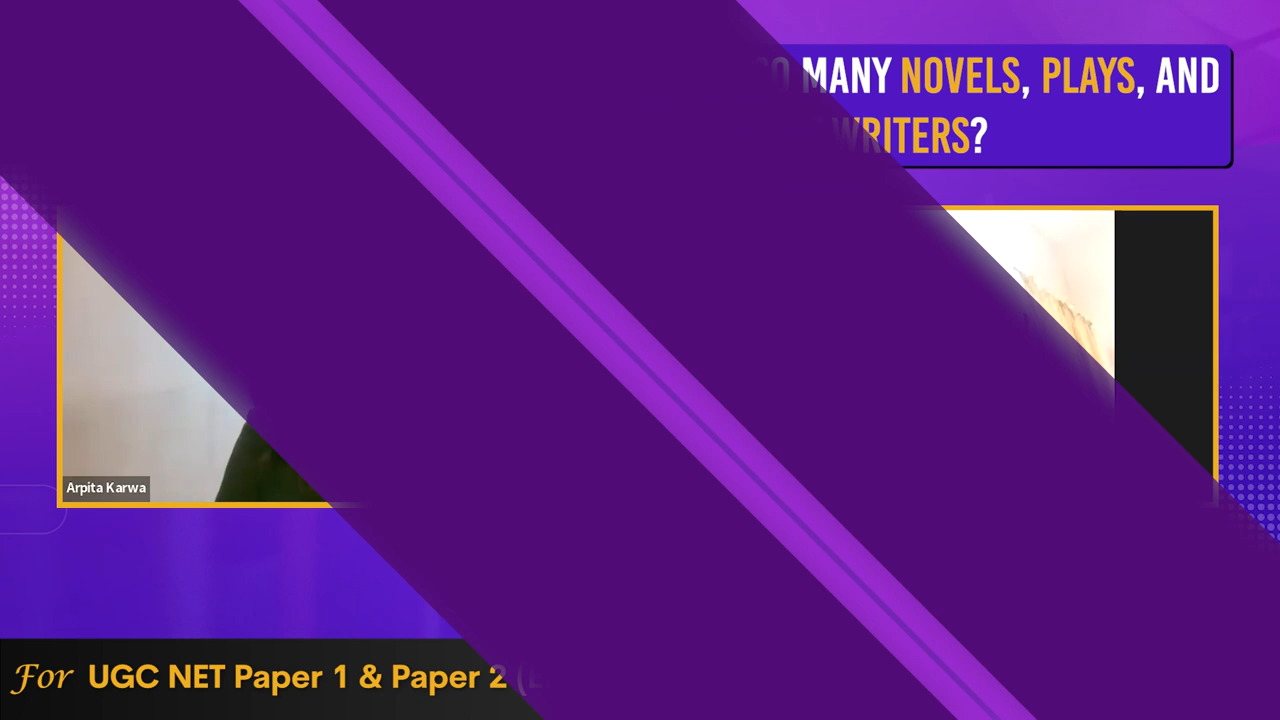 MANY NOVELS, PLAYS, AND
WRITERS?
Arpita Karwa
For UGC NET Paper 1 & Paper 2